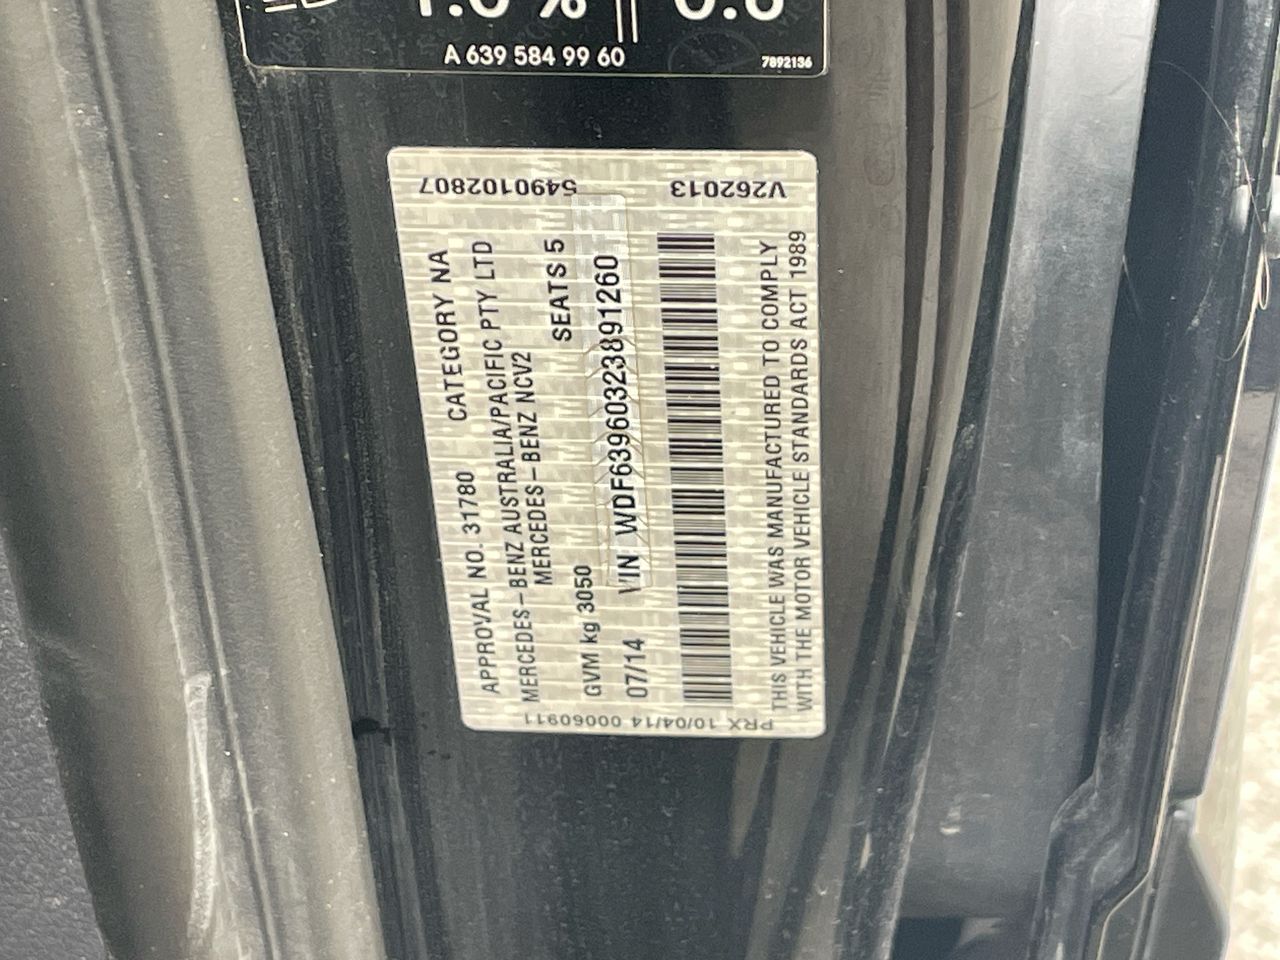 1.0 %
A 639 584 99 60
7892136
5490102807
V262013
APPROVAL NO. 31780 CATEGORY NA
MERCEDES-BENZ AUSTRALIA/PACIFIC PTY LTD
MERCEDES-BENZ NCV2
GVM kg 3050 SEATS 5
07/14 VIN WDF63960323891260
THIS VEHICLE WAS MANUFACTURED TO COMPLY
WITH THE MOTOR VEHICLE STANDARDS ACT 1989
PRX 10/04/14 00060911